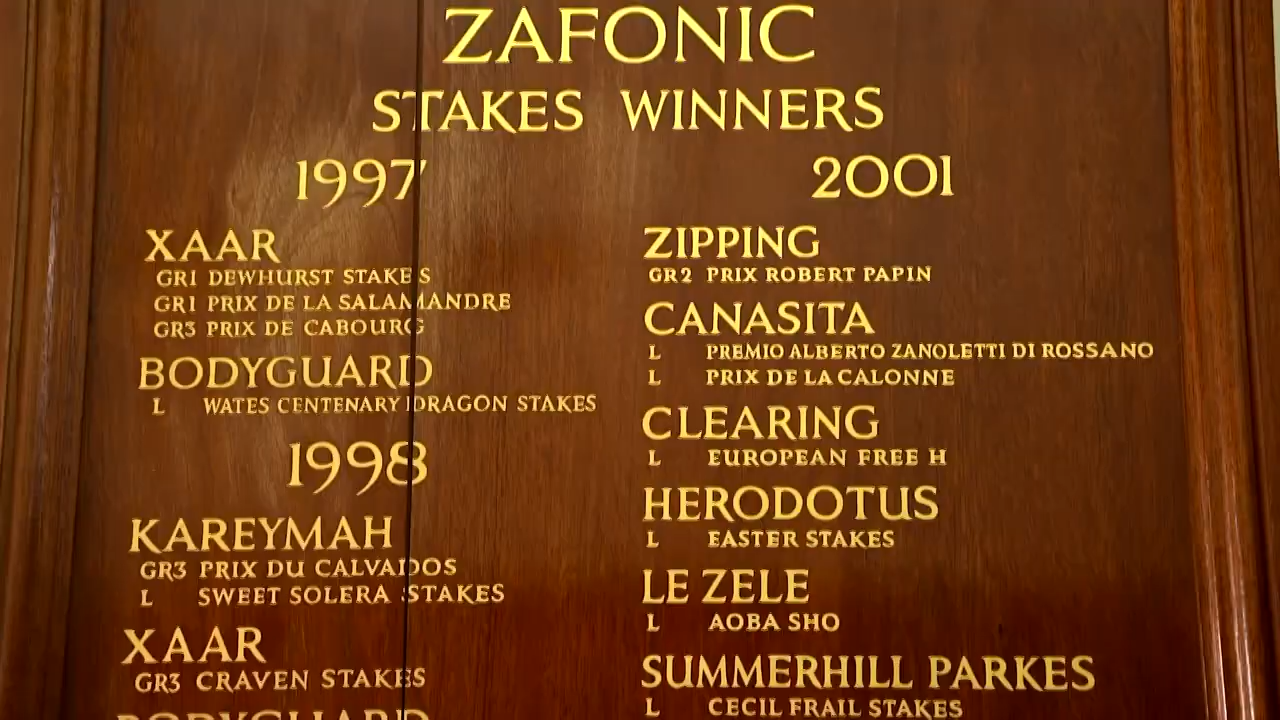 ZAFONIC
STAKES WINNERS
1997
XAAR
GR1 DEWHURST STAKES
GR1 PRIX DE LA SALAMANDRE
GR3 PRIX DE CABOURG
BODYGUARD
L WATES CENTENARY DRAGON STAKES
1998
KAREYMAH
GR3 PRIX DU CALVADOS
L SWEET SOLERA STAKES
XAAR
GR3 CRAVEN STAKES
BODYGUARD
2001
ZIPPING
GR2 PRIX ROBERT PAPIN
CANASITA
L PREMIO ALBERTO ZANOLETTI DI ROSSANO
L PRIX DE LA CALONNE
CLEARING
L EUROPEAN FREE H
HERODOTUS
L EASTER STAKES
LE ZELE
L AOBA SHO
SUMMERHILL PARKES
L CECIL FRAIL STAKES